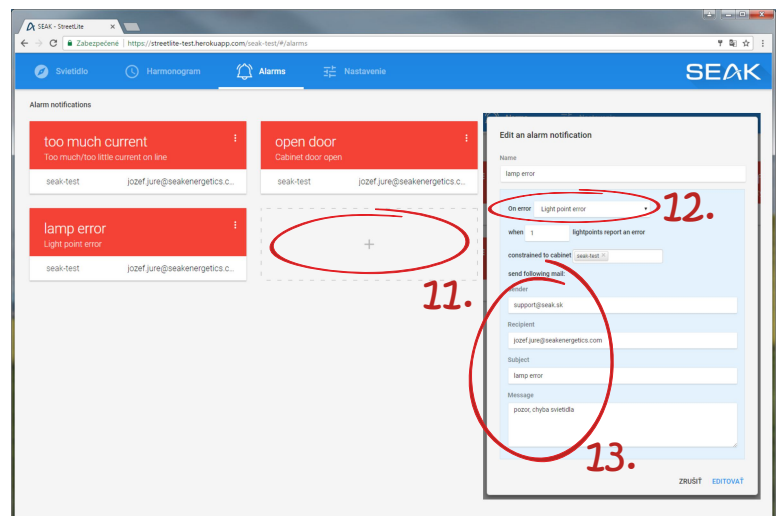 SEAK - StreetLite
Zabezpečené | https://streetlite-test.herokuapp.com/seak-test/#/alarms
Svietidlo Harmonogram Alarms Nastavenie SEAK
Alarm notifications
too much current
Too much/too little current on line
seak-test jozef.jure@seakenergetics.c...
open door
Cabinet door open
seak-test jozef.jure@seakenergetics.c...
lamp error
Light point error
seak-test jozef.jure@seakenergetics.c...
+
11.
Edit an alarm notification
Name
lamp error
On error Light point error
12.
when 1 lightpoints report an error
constrained to cabinet seak-test ×
send following mail:
Sender
support@seak.sk
Recipient
jozef.jure@seakenergetics.com
Subject
lamp error
Message
pozor, chyba svietidla
13.
ZRUŠIŤ EDITOVAŤ